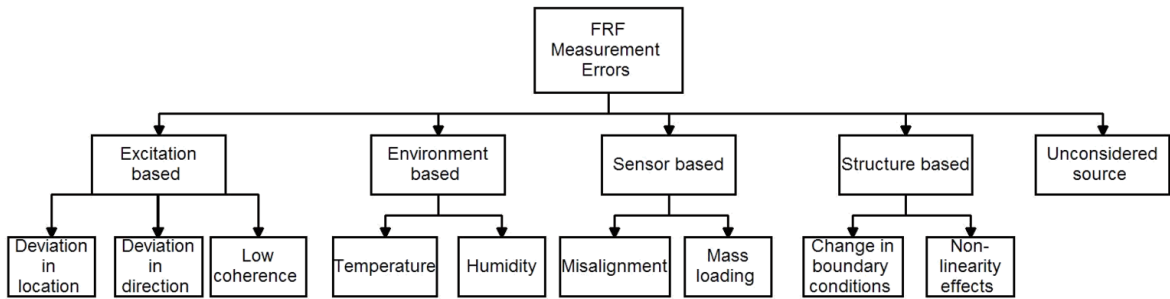 FRF
Measurement
Errors
Excitation
based
Environment
based
Sensor based
Structure based
Unconsidered
source
Deviation
in
location
Deviation
in
direction
Low
coherence
Temperature
Humidity
Misalignment
Mass
loading
Change in
boundary
conditions
Non-
linearity
effects